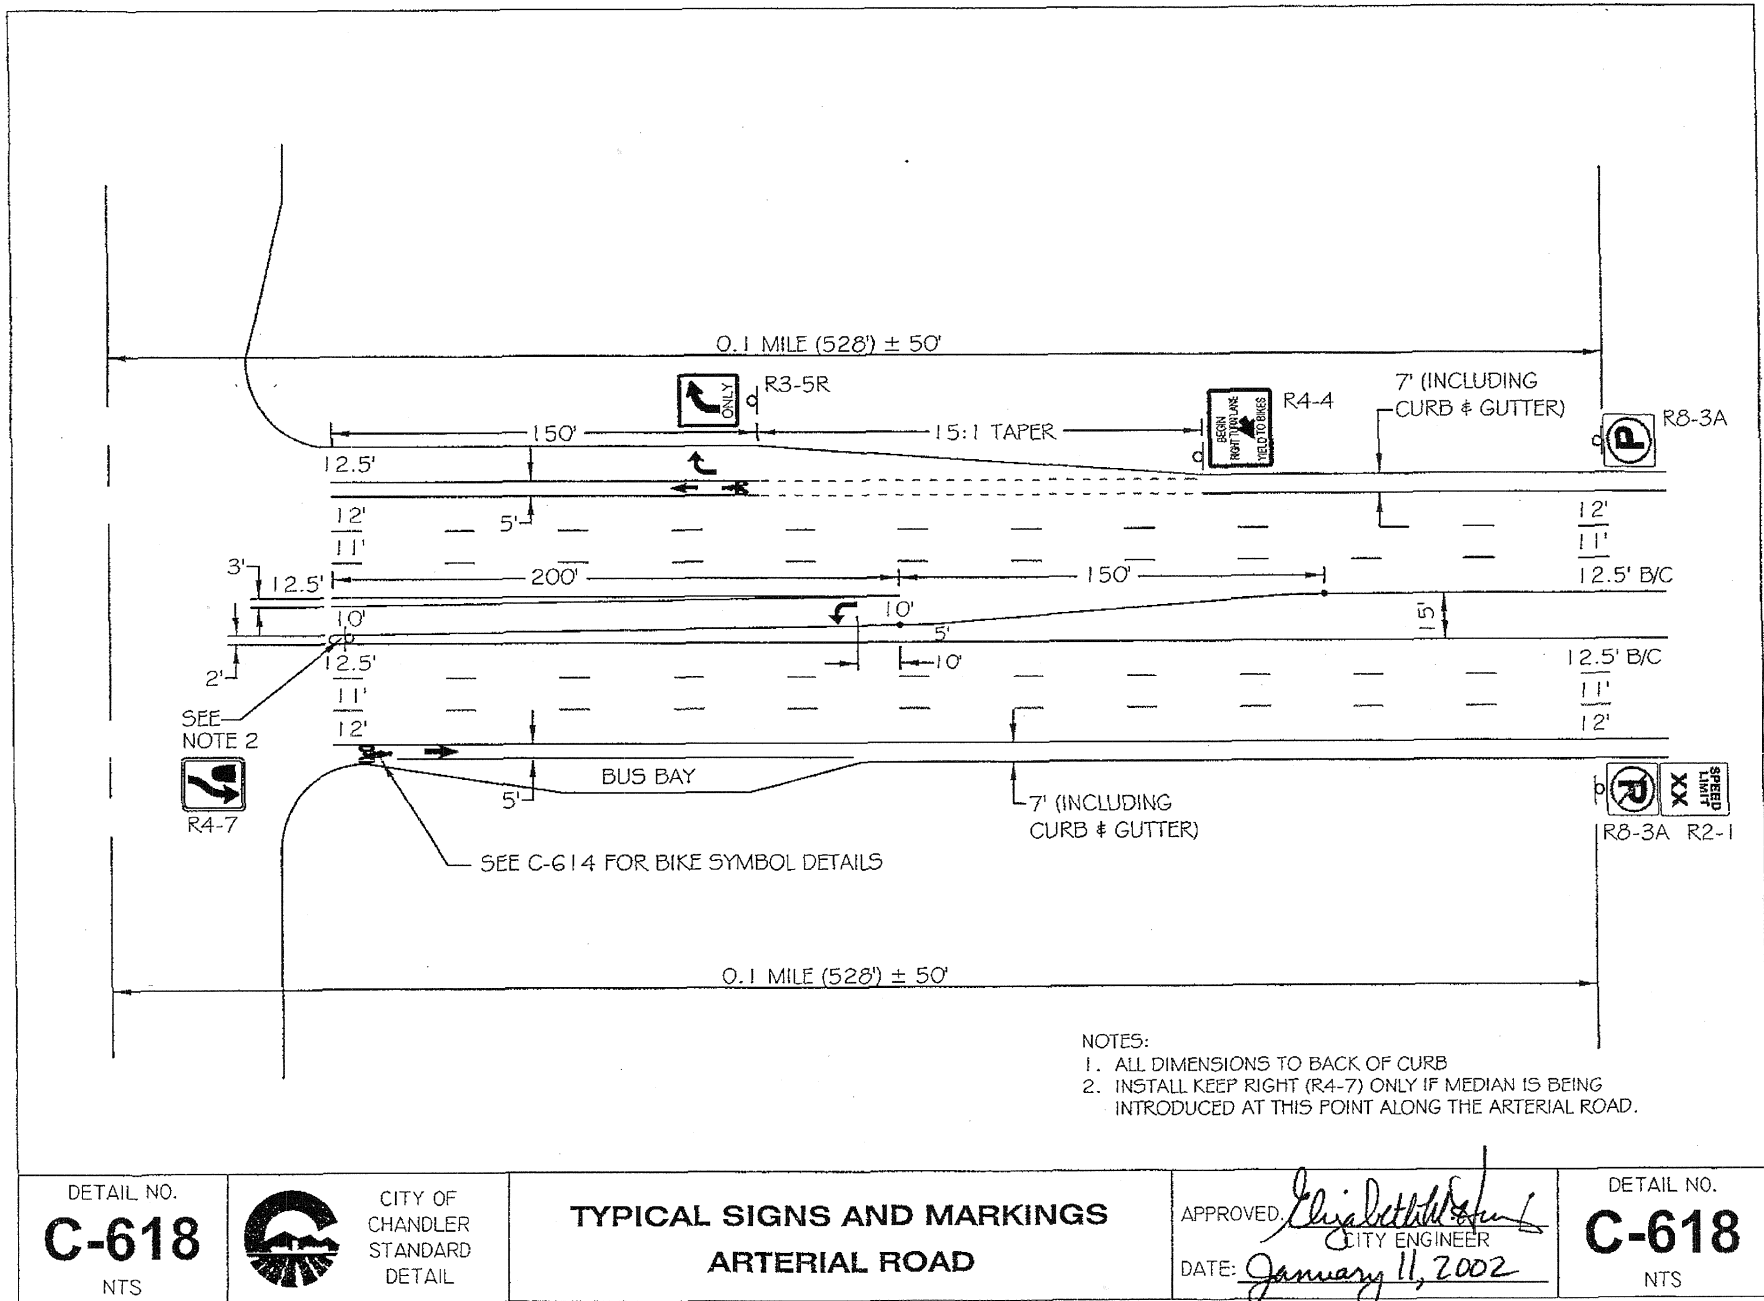 0.1 MILE (528') ± 50'
ONLY
R3-5R
BEGIN
RIGHT TURN LANE
YIELD TO BIKES
R4-4
7' (INCLUDING
CURB & GUTTER)
P
R8-3A
150'
15:1 TAPER
12.5'
5'
12'
11'
12'
11'
3'
12.5'
200'
150'
12.5' B/C
10'
10'
5'
15'
2'
12.5'
10'
12.5' B/C
11'
12'
11'
12'
SEE
NOTE 2
R4-7
BUS BAY
5'
7' (INCLUDING
CURB & GUTTER)
R
SPEED
LIMIT
XX
R8-3A R2-1
SEE C-614 FOR BIKE SYMBOL DETAILS
0.1 MILE (528') ± 50'
NOTES:
1. ALL DIMENSIONS TO BACK OF CURB
2. INSTALL KEEP RIGHT (R4-7) ONLY IF MEDIAN IS BEING
INTRODUCED AT THIS POINT ALONG THE ARTERIAL ROAD.
DETAIL NO.
C-618
NTS
CITY OF
CHANDLER
STANDARD
DETAIL
TYPICAL SIGNS AND MARKINGS
ARTERIAL ROAD
APPROVED:
CITY ENGINEER
DATE: January 11, 2002
DETAIL NO.
C-618
NTS